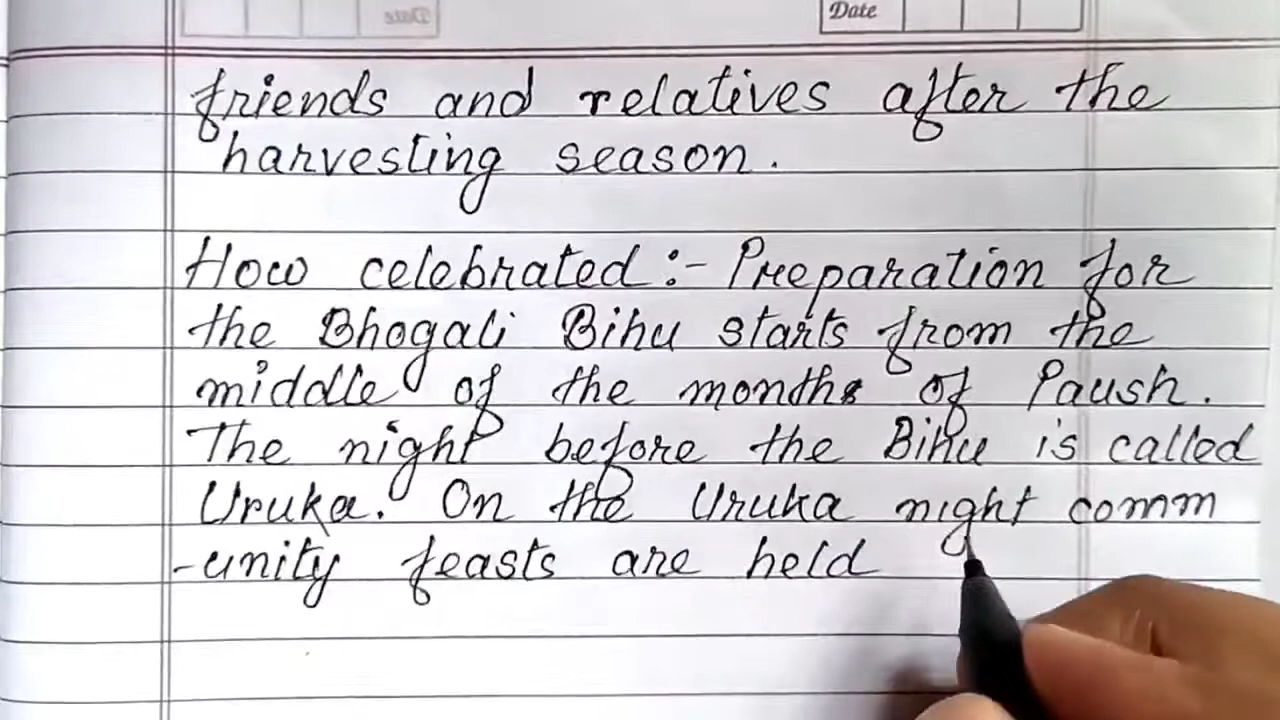 Date
friends and relatives after the
harvesting season.
How celebrated :- Preparation for
the Bhogali Bihu starts from the
middle of the months of Paush.
The night before the Bihu is called
Uruka. On the Uruka night comm
-unity feasts are held